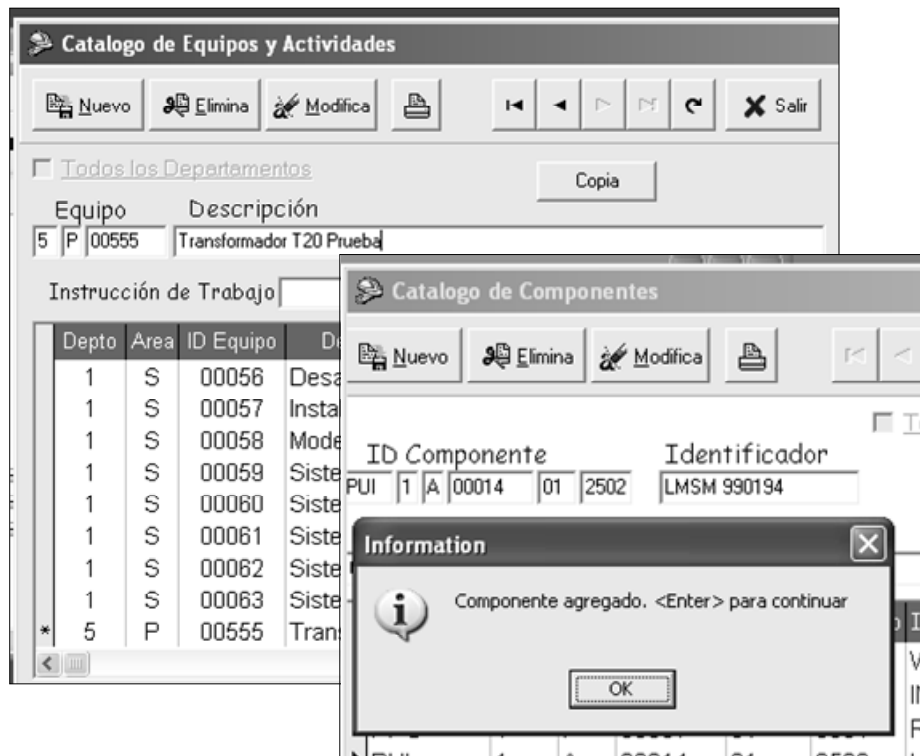 Catalogo de Equipos y Actividades
Nuevo Elimina Modifica Salir
Todos los Departamentos
Copia
Equipo Descripción
5 P 00555 Transformador T20 Prueba
Instrucción de Trabajo
Depto Area ID Equipo
1 S 00056
1 S 00057
1 S 00058
1 S 00059
1 S 00060
1 S 00061
1 S 00062
1 S 00063
* 5 P 00555
Catalogo de Componentes
Nuevo Elimina Modifica
ID Componente Identificador
PUI 1 A 00014 01 2502 LMSM 990194
Information
Componente agregado. <Enter> para continuar
OK